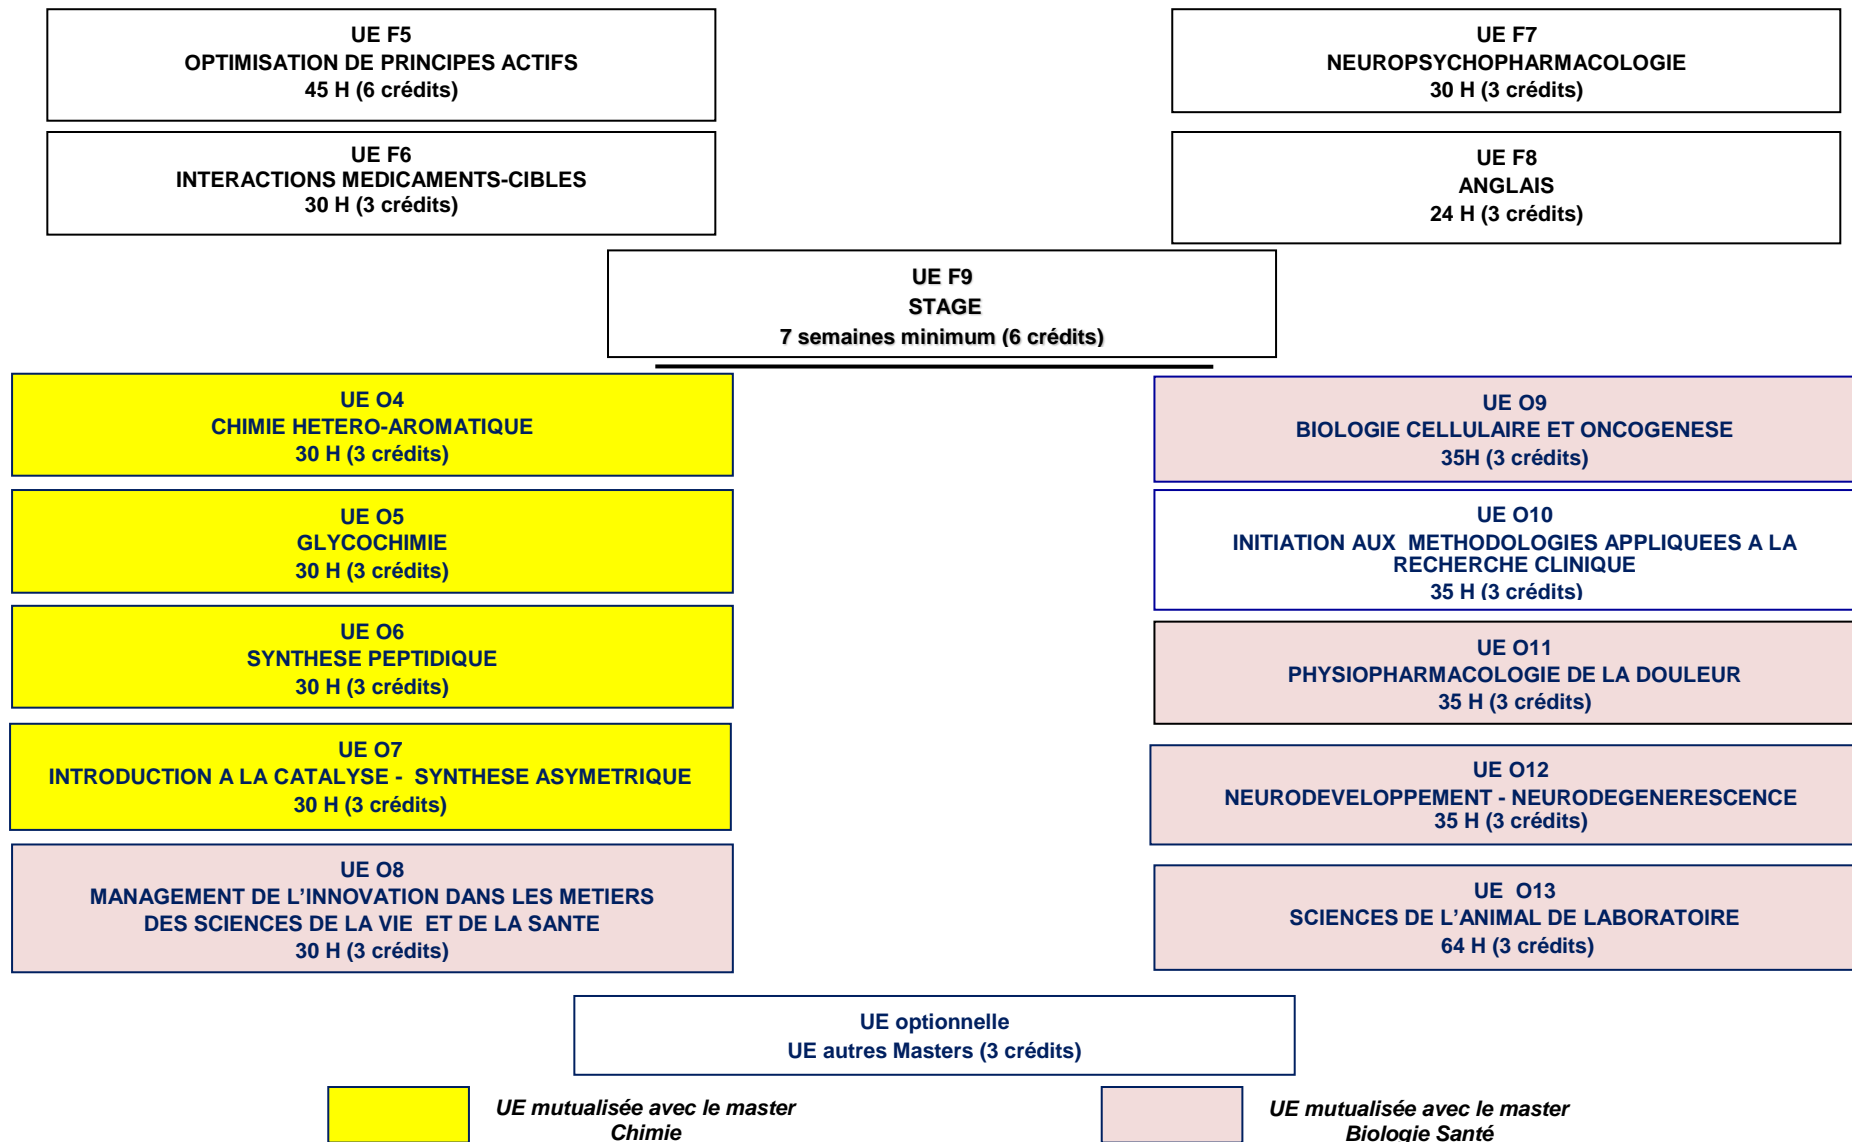 UE F5
OPTIMISATION DE PRINCIPES ACTIFS
45 H (6 crédits)
UE F7
NEUROPSYCHOPHARMACOLOGIE
30 H (3 crédits)
UE F6
INTERACTIONS MEDICAMENTS-CIBLES
30 H (3 crédits)
UE F8
ANGLAIS
24 H (3 crédits)
UE F9
STAGE
7 semaines minimum (6 crédits)
UE O4
CHIMIE HETERO-AROMATIQUE
30 H (3 crédits)
UE O5
GLYCOCHIMIE
30 H (3 crédits)
UE O6
SYNTHESE PEPTIDIQUE
30 H (3 crédits)
UE O7
INTRODUCTION A LA CATALYSE - SYNTHESE ASYMETRIQUE
30 H (3 crédits)
UE O8
MANAGEMENT DE L’INNOVATION DANS LES METIERS
DES SCIENCES DE LA VIE ET DE LA SANTE
30 H (3 crédits)
UE O9
BIOLOGIE CELLULAIRE ET ONCOGENESE
35H (3 crédits)
UE O10
INITIATION AUX METHODOLOGIES APPLIQUEES A LA
RECHERCHE CLINIQUE
35 H (3 crédits)
UE O11
PHYSIOPHARMACOLOGIE DE LA DOULEUR
35 H (3 crédits)
UE O12
NEURODEVELOPPEMENT - NEURODEGENERESCENCE
35 H (3 crédits)
UE O13
SCIENCES DE L’ANIMAL DE LABORATOIRE
64 H (3 crédits)
UE optionnelle
UE autres Masters (3 crédits)
UE mutualisée avec le master
Chimie
UE mutualisée avec le master
Biologie Santé